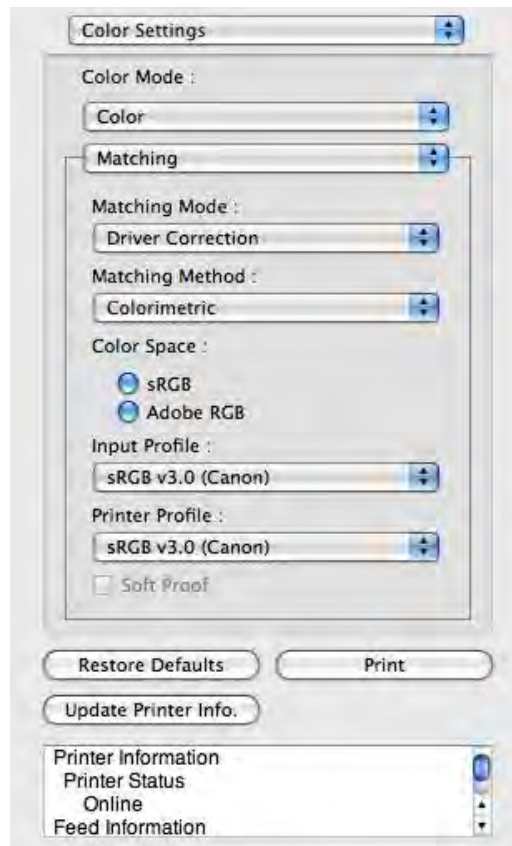 Color Settings
Color Mode :
Color
Matching
Matching Mode :
Driver Correction
Matching Method :
Colorimetric
Color Space :
sRGB
Adobe RGB
Input Profile :
sRGB v3.0 (Canon)
Printer Profile :
sRGB v3.0 (Canon)
Soft Proof
Restore Defaults Print
Update Printer Info.
Printer Information
Printer Status
Online
Feed Information